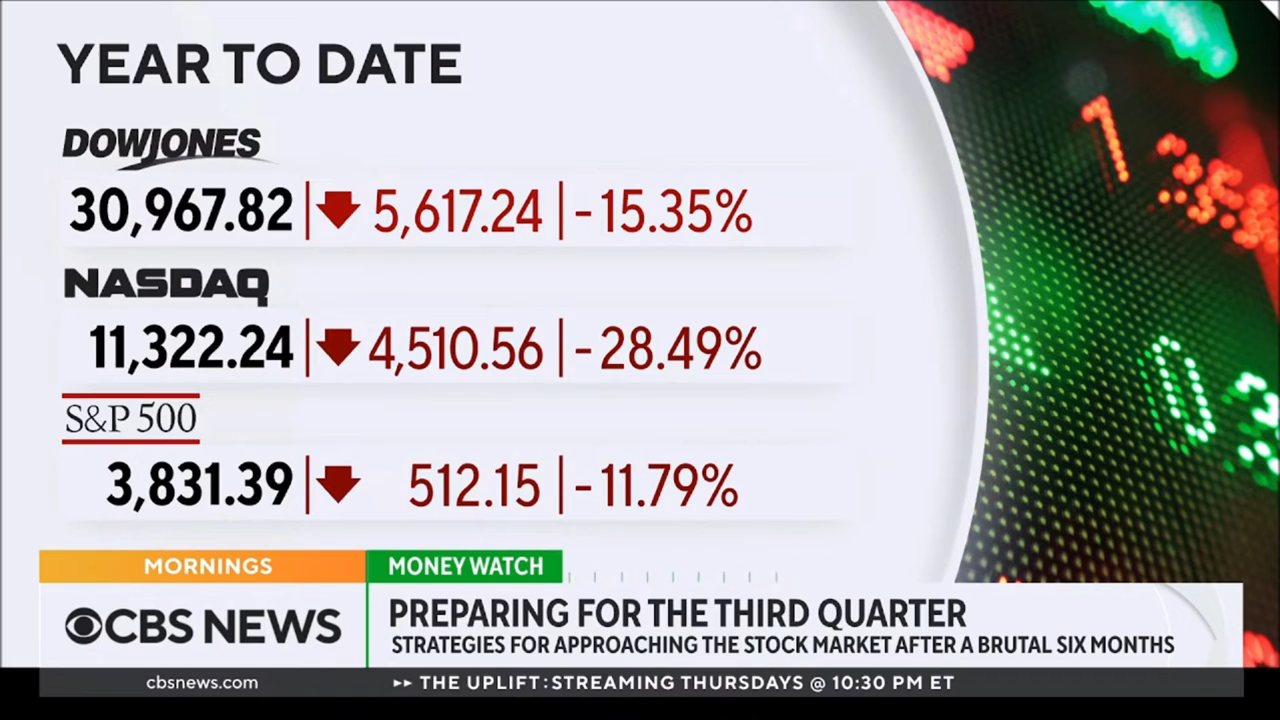 YEAR TO DATE
DOWJONES
30,967.82 5,617.24 -15.35%
NASDAQ
11,322.24 4,510.56 -28.49%
S&P 500
3,831.39 512.15 -11.79%
MORNINGS MONEY WATCH
CBS NEWS
PREPARING FOR THE THIRD QUARTER
STRATEGIES FOR APPROACHING THE STOCK MARKET AFTER A BRUTAL SIX MONTHS
cbsnews.com THE UPLIFT: STREAMING THURSDAYS @ 10:30 PM ET